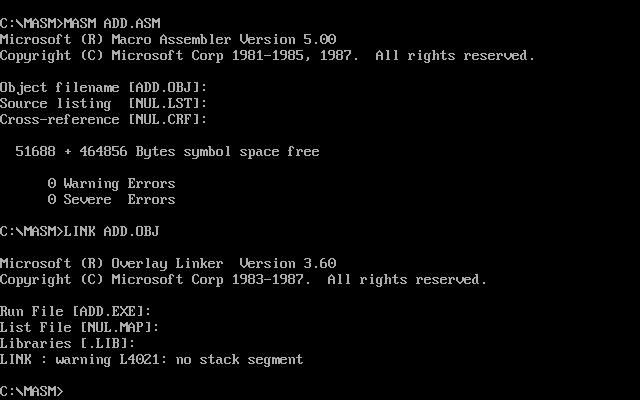 C:\MASM>MASM ADD.ASM
Microsoft (R) Macro Assembler Version 5.00
Copyright (C) Microsoft Corp 1981-1985, 1987.  All rights reserved.
Object filename [ADD.OBJ]:
Source listing  [NUL.LST]:
Cross-reference [NUL.CRF]:
51688 + 464856 Bytes symbol space free
0 Warning Errors
0 Severe  Errors
C:\MASM>LINK ADD.OBJ
Microsoft (R) Overlay Linker  Version 3.60
Copyright (C) Microsoft Corp 1983-1987.  All rights reserved.
Run File [ADD.EXE]:
List File [NUL.MAP]:
Libraries [.LIB]:
LINK : warning L4021: no stack segment
C:\MASM>